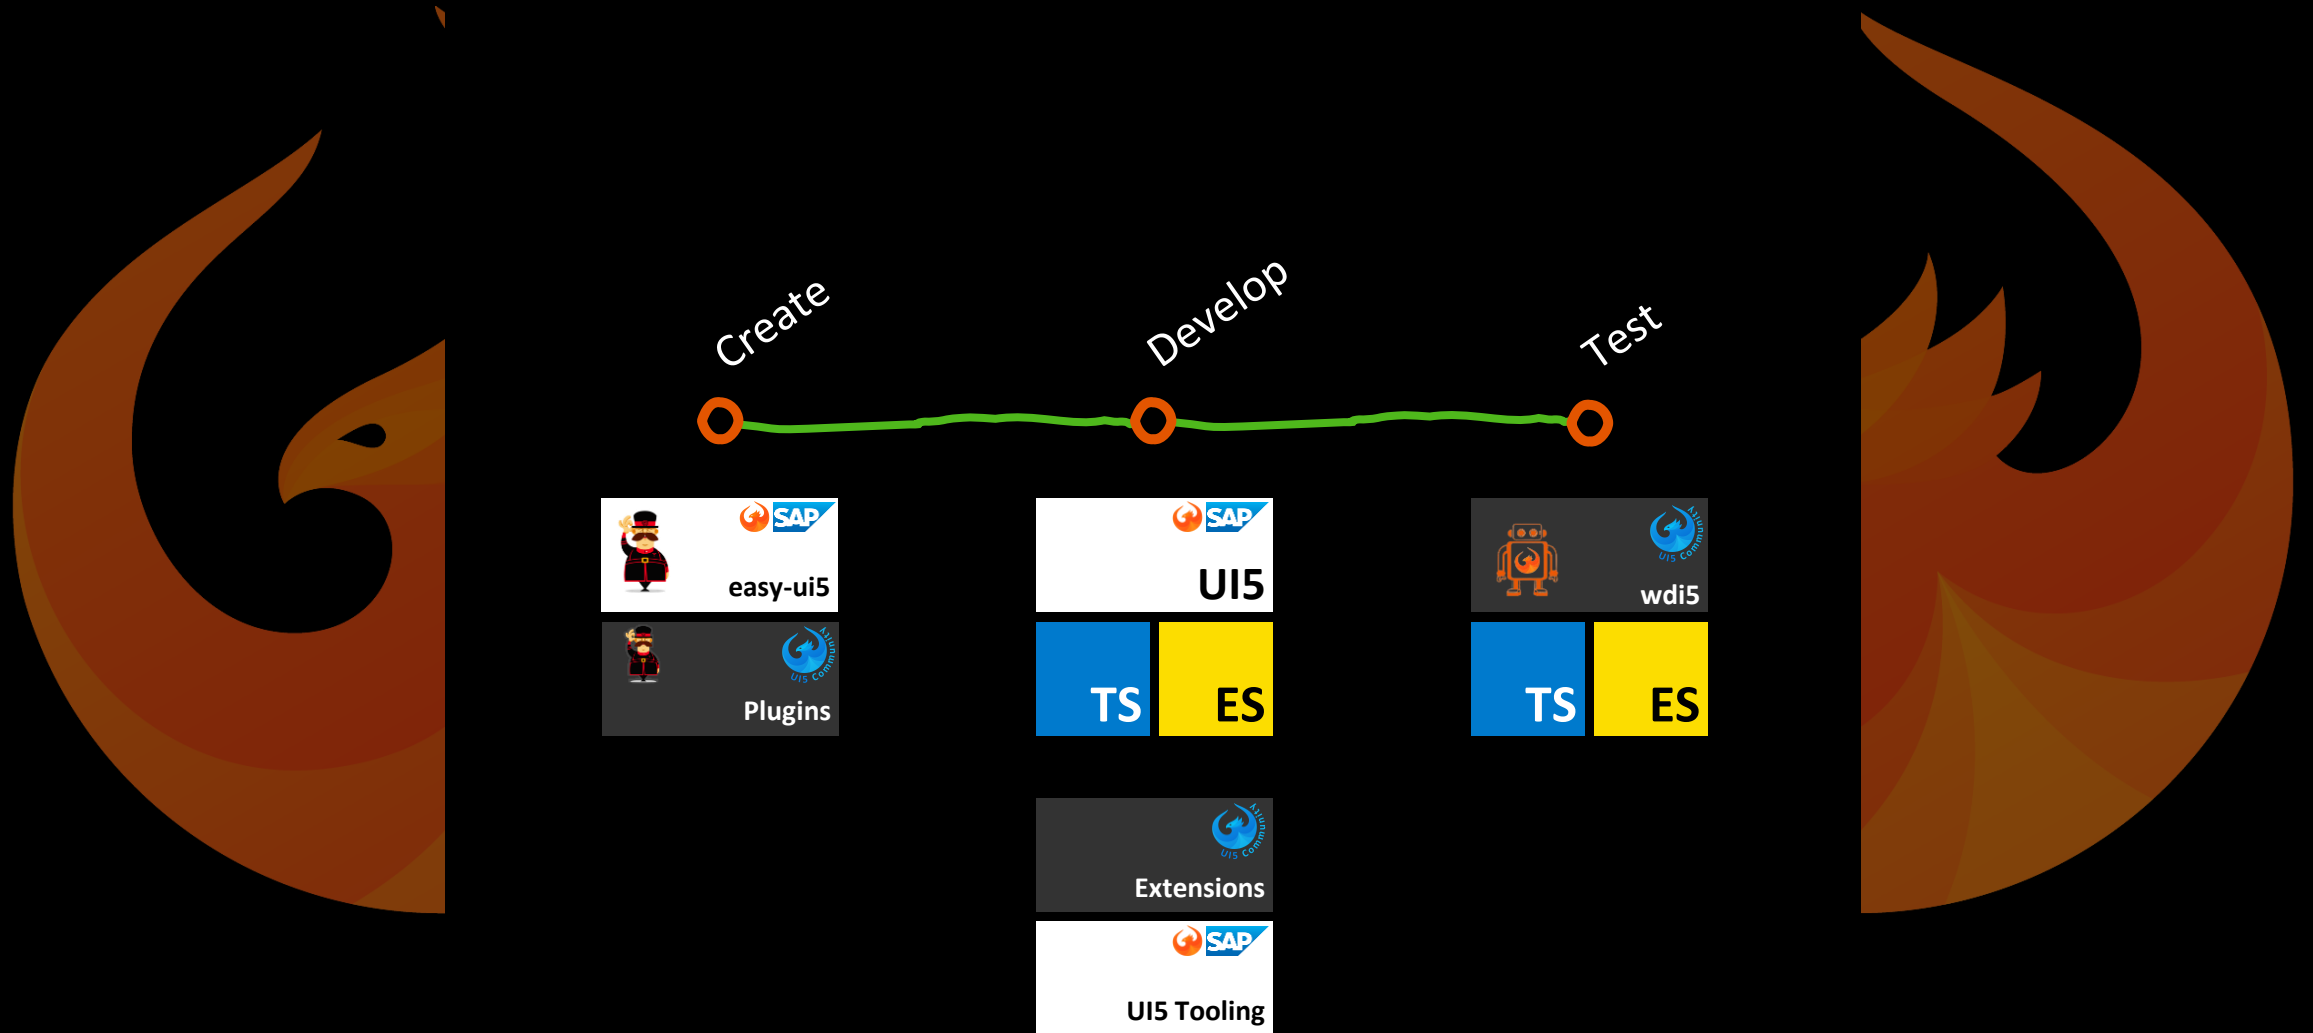 Create
Develop
Test
SAP
easy-ui5
SAP
UI5
UI5 Community
wdi5
UI5 Community
Plugins
TS
ES
TS
ES
UI5 Community
Extensions
SAP
UI5 Tooling